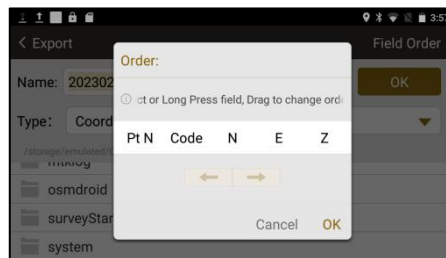 3:57
< Export
Field Order
Name: 202302
OK
Type: Coord
/storage/emulated/
mtklog
osmdroid
surveyStar
system
Order:
ct or Long Press field, Drag to change ord
Pt N Code N E Z
Cancel OK